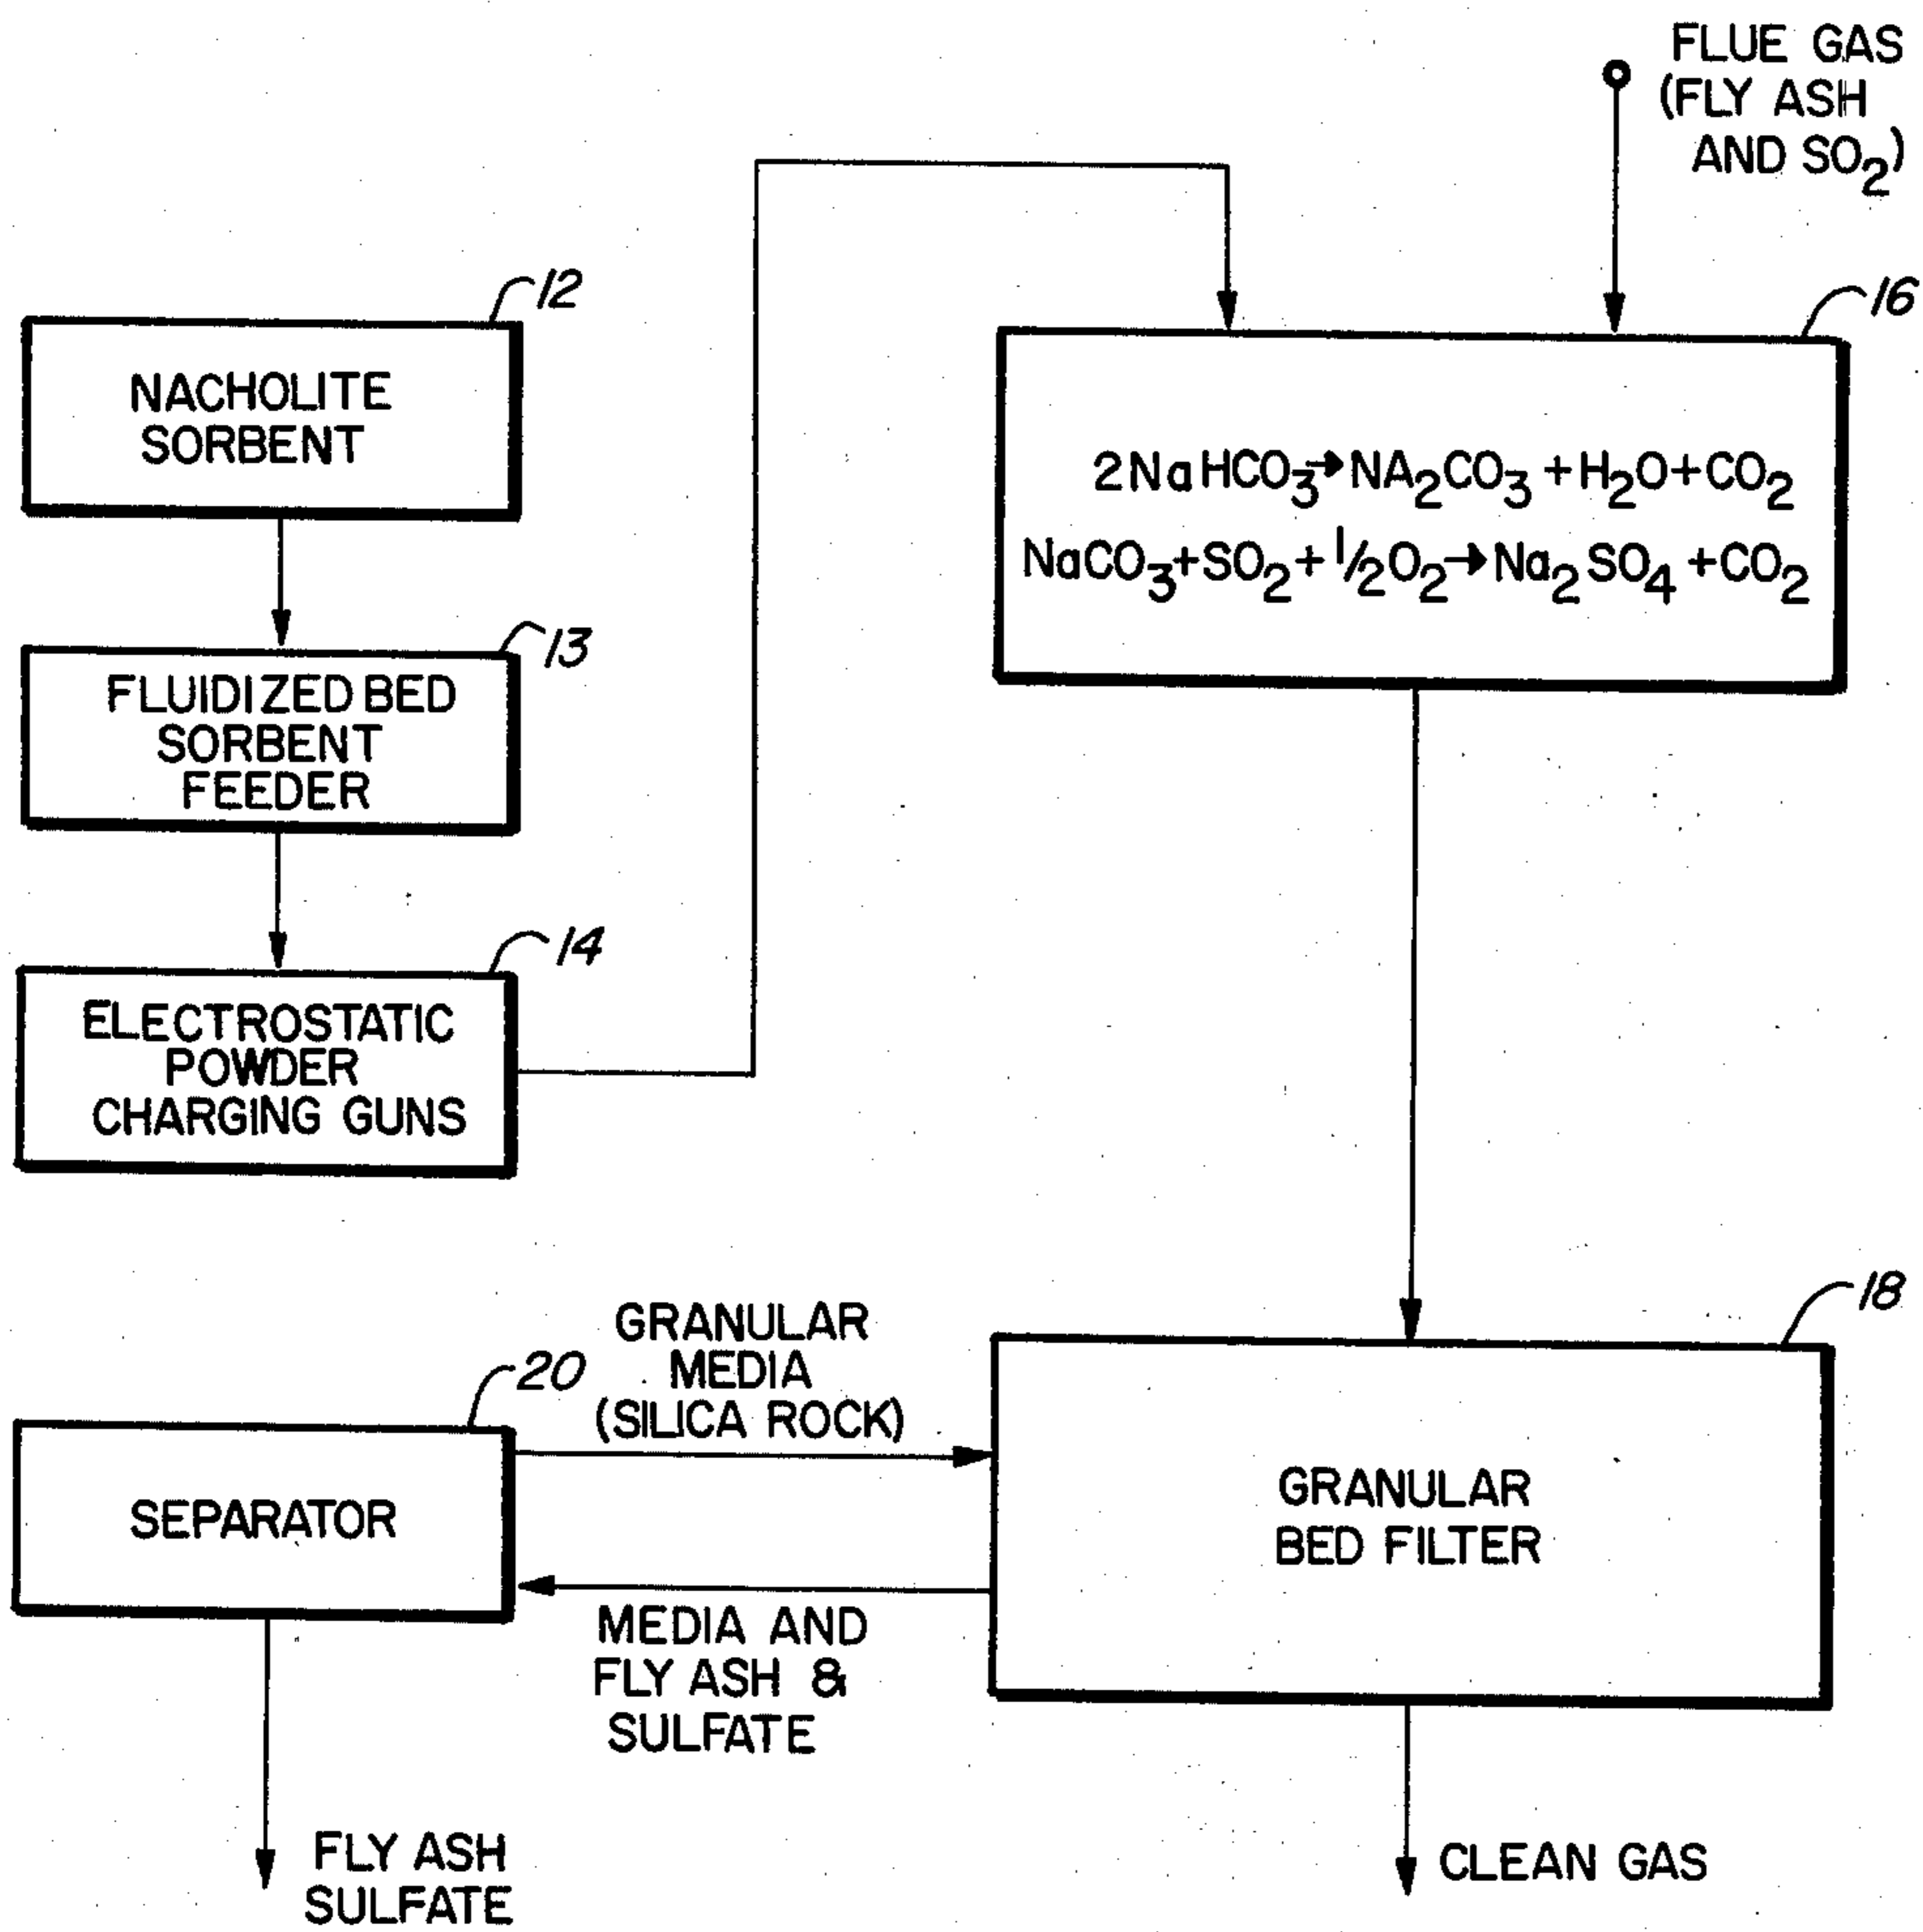 FLUE GAS
(FLY ASH
AND SO₂)
12
NACHOLITE
SORBENT
16
2NaHCO₃→NA₂CO₃+H₂O+CO₂
NaCO₃+SO₂+1/2O₂→Na₂SO₄+CO₂
13
FLUIDIZED BED
SORBENT
FEEDER
14
ELECTROSTATIC
POWDER
CHARGING GUNS
18
GRANULAR
MEDIA
(SILICA ROCK)
20
SEPARATOR
GRANULAR
BED FILTER
MEDIA AND
FLY ASH &
SULFATE
FLY ASH
SULFATE
CLEAN GAS